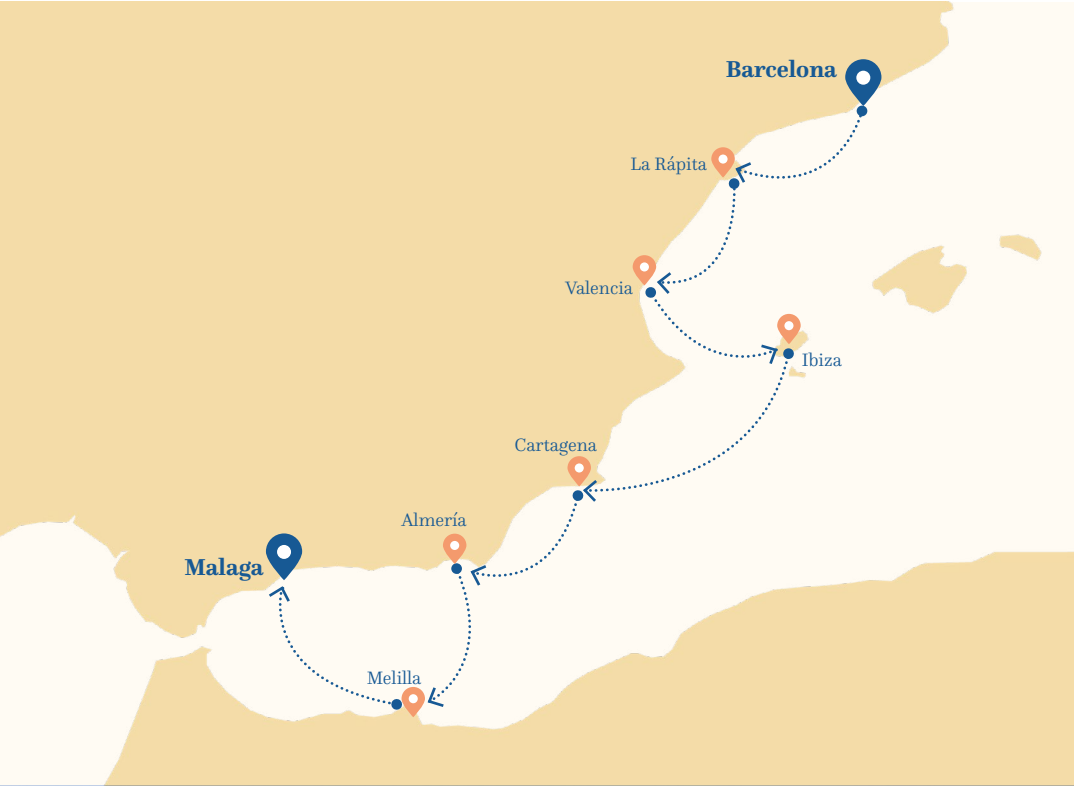 Barcelona
La Rápita
Valencia
Ibiza
Cartagena
Almería
Malaga
Melilla